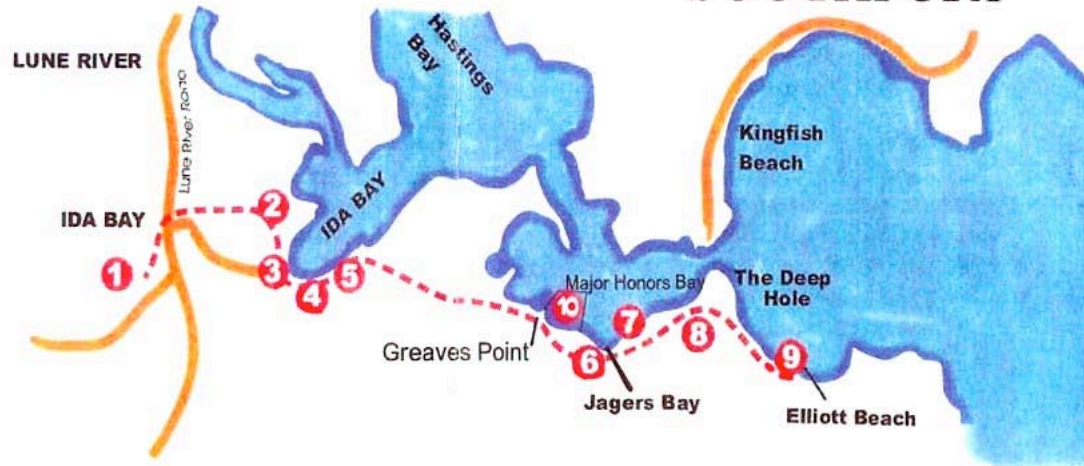 LUNE RIVER
Lune River Road
Hastings
Bay
Kingfish
Beach
IDA BAY
IDA BAY
1
2
3
4
5
Major Honors Bay
The Deep
Hole
10
7
8
Greaves Point
6
9
Jagers Bay
Elliott Beach